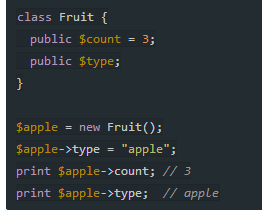 class Fruit {
  public $count = 3;
  public $type;
}

$apple = new Fruit();
$apple->type = "apple";
print $apple->count; // 3
print $apple->type;  // apple